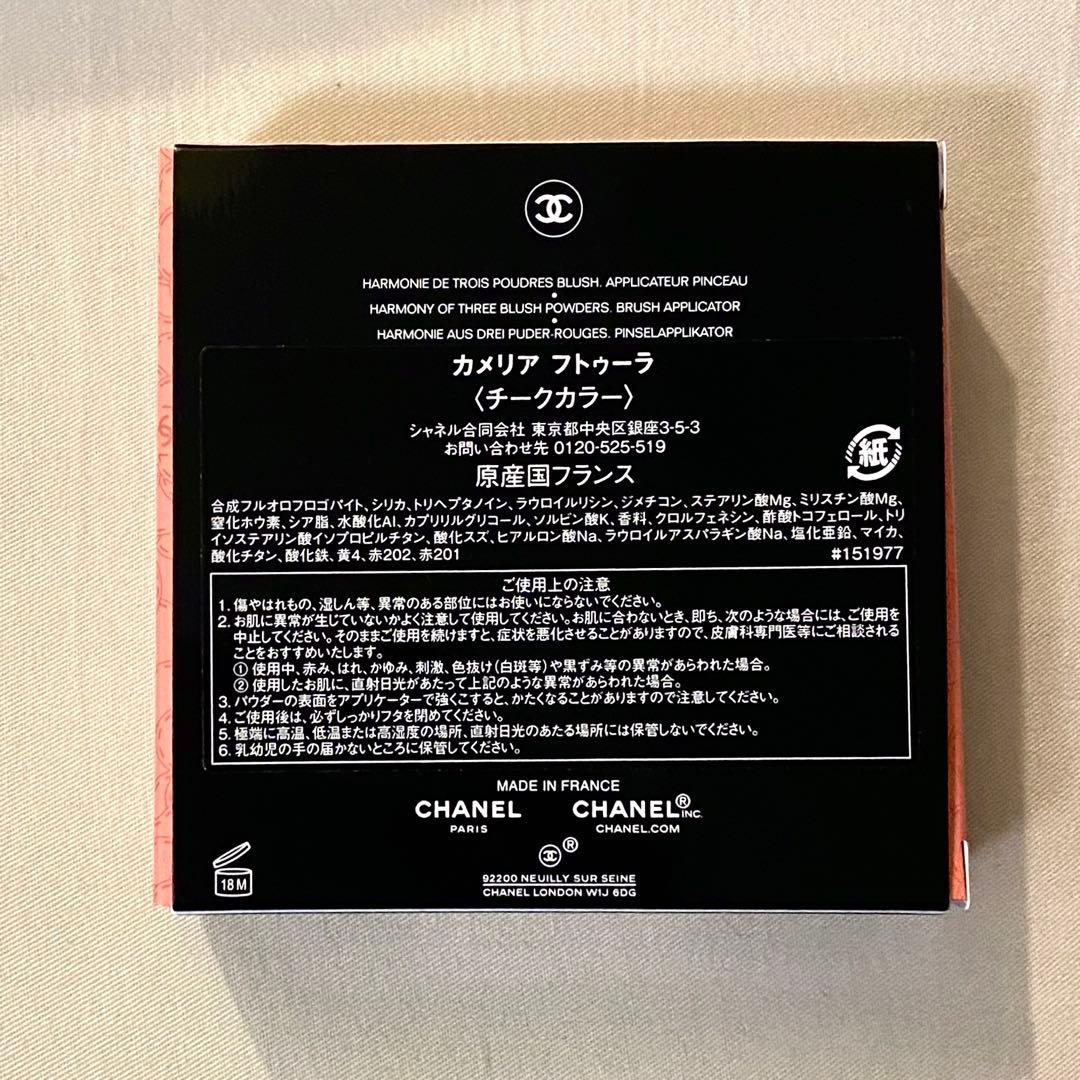 HARMONIE DE TROIS POUDRES BLUSH. APPLICATEUR PINCEAU
•
HARMONY OF THREE BLUSH POWDERS. BRUSH APPLICATOR
•
HARMONIE AUS DREI PUDER-ROUGES. PINSELAPPLIKATOR
カメリア フトゥーラ
〈チークカラー〉
シャネル合同会社 東京都中央区銀座3-5-3
お問い合わせ先 0120-525-519
原産国フランス
紙
合成フルオロフロゴパイト、シリカ、トリヘプタノイン、ラウロイルリシン、ジメチコン、ステアリン酸Mg、ミリスチン酸Mg、
窒化ホウ素、シア脂、水酸化Al、カプリリルグリコール、ソルビン酸K、香料、クロルフェネシン、酢酸トコフェロール、トリ
イソステアリン酸イソプロピルチタン、酸化スズ、ヒアルロン酸Na、ラウロイルアスパラギン酸Na、塩化亜鉛、マイカ、
酸化チタン、酸化鉄、黄4、赤202、赤201 #151977
ご使用上の注意
1. 傷やはれもの、湿しん等、異常のある部位にはお使いにならないでください。
2. お肌に異常が生じていないかよく注意して使用してください。お肌に合わないとき、即ち、次のような場合には、ご使用を
中止してください。そのままご使用を続けますと、症状を悪化させることがありますので、皮膚科専門医等にご相談される
ことをおすすめいたします。
① 使用中、赤み、はれ、かゆみ、刺激、色抜け(白斑等)や黒ずみ等の異常があらわれた場合。
② 使用したお肌に、直射日光があたって上記のような異常があらわれた場合。
3. パウダーの表面をアプリケーターで強くこすると、かたくなることがありますので注意してください。
4. ご使用後は、必ずしっかりフタを閉めてください。
5. 極端に高温、低温または高湿度の場所、直射日光のあたる場所には保管しないでください。
6. 乳幼児の手の届かないところに保管してください。
MADE IN FRANCE
CHANEL CHANEL® INC.
PARIS CHANEL.COM
®
18 M
92200 NEUILLY SUR SEINE
CHANEL LONDON W1J 6DG